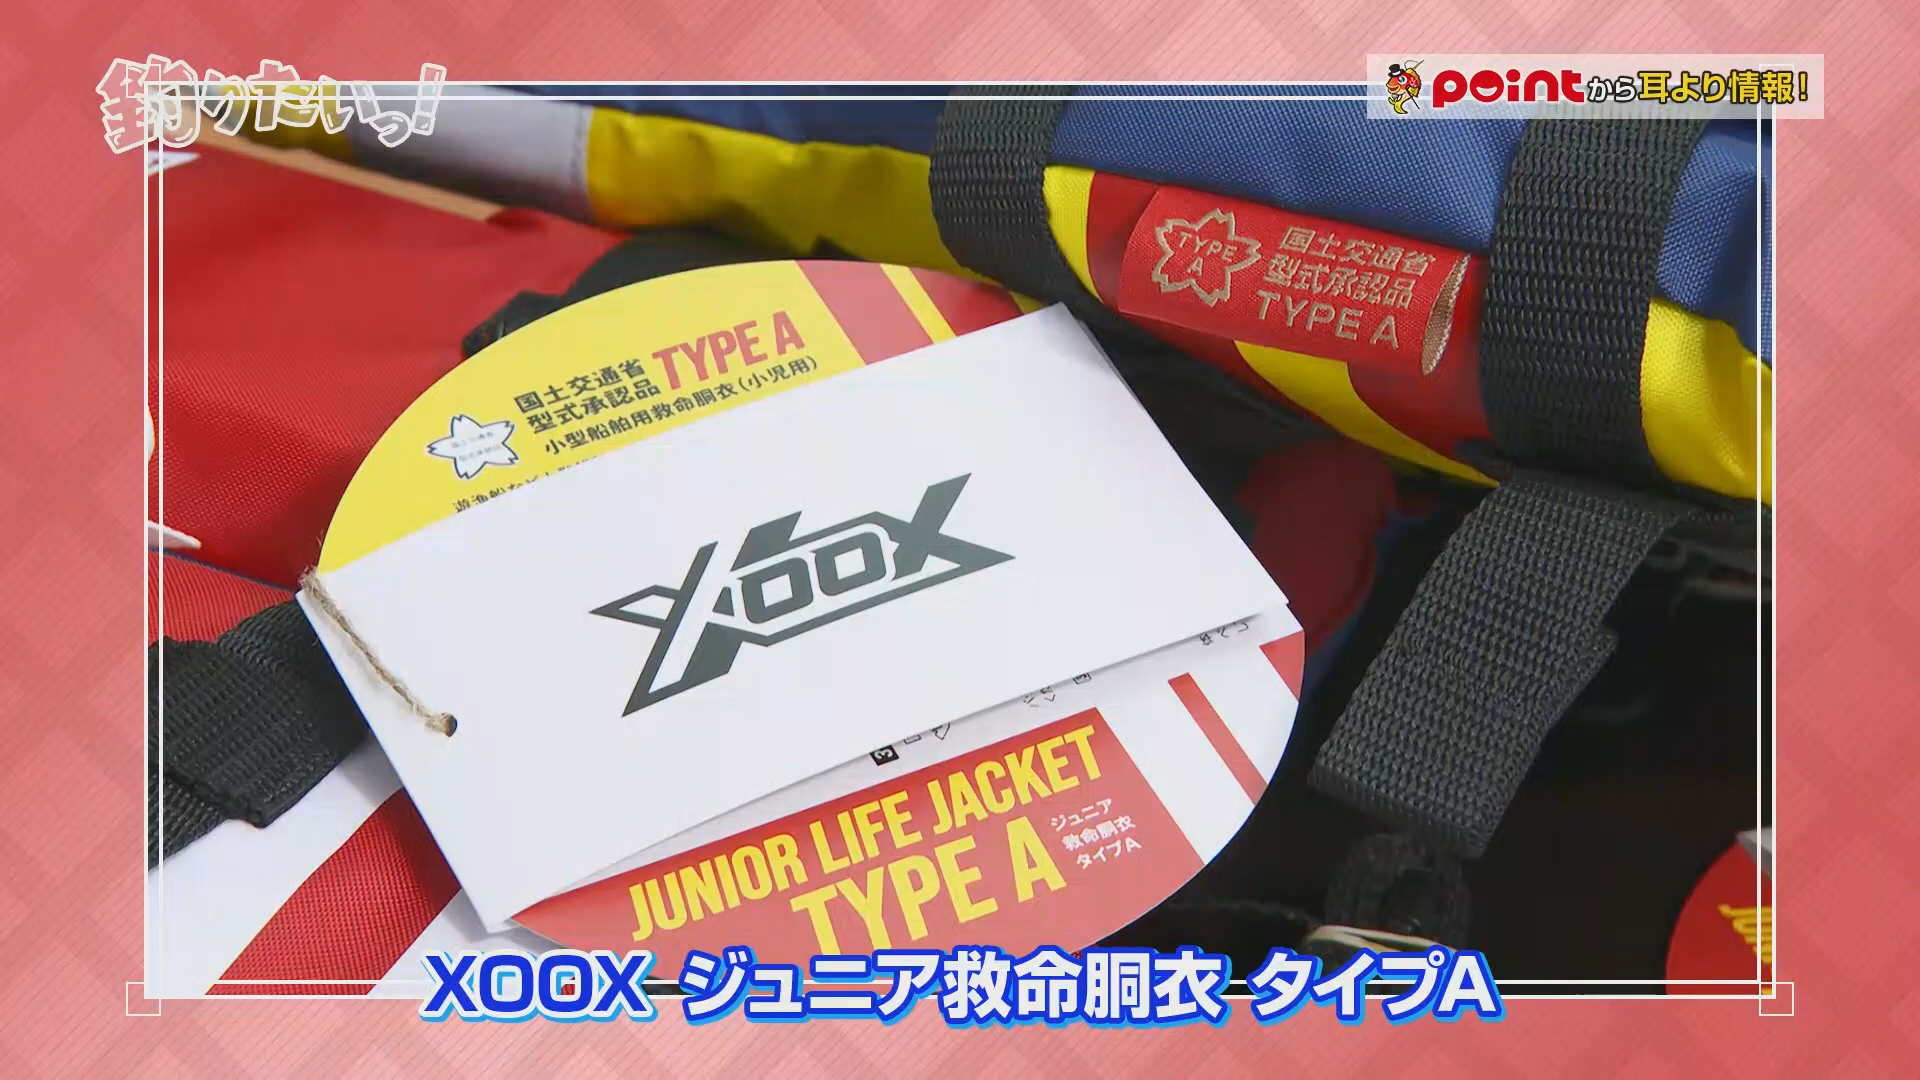 釣りたいっ!
pointから耳より情報!
TYPE A
国土交通省
型式承認品
TYPE A
国土交通省
型式承認品
TYPE A
小型船舶用救命胴衣(小児用)
XOOX
3
JUNIOR LIFE JACKET
TYPE A
ジュニア
救命胴衣
タイプA
XOOX ジュニア救命胴衣 タイプA